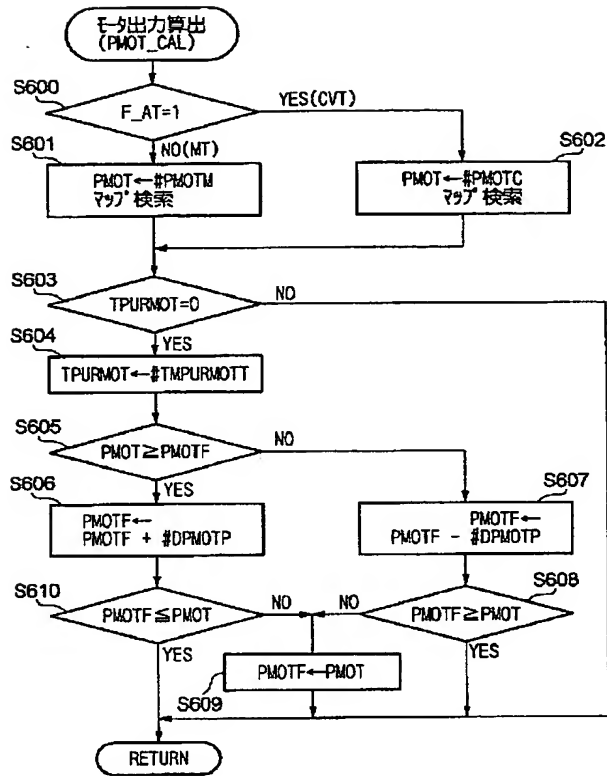 モータ出力算出
(PMOT_CAL)
S600
F_AT=1
YES(CVT)
NO(MT)
S601
PMOT←#PMOTM
マップ検索
S602
PMOT←#PMOTC
マップ検索
S603
TPURMOT=0
NO
YES
S604
TPURMOT←#TMPURMOTT
S605
PMOT≧PMOTF
NO
YES
S606
PMOTF←
PMOTF + #DPMOTP
S607
PMOTF←
PMOTF - #DPMOTP
S610
PMOTF≦PMOT
NO
YES
S608
PMOTF≧PMOT
NO
YES
S609
PMOTF←PMOT
RETURN